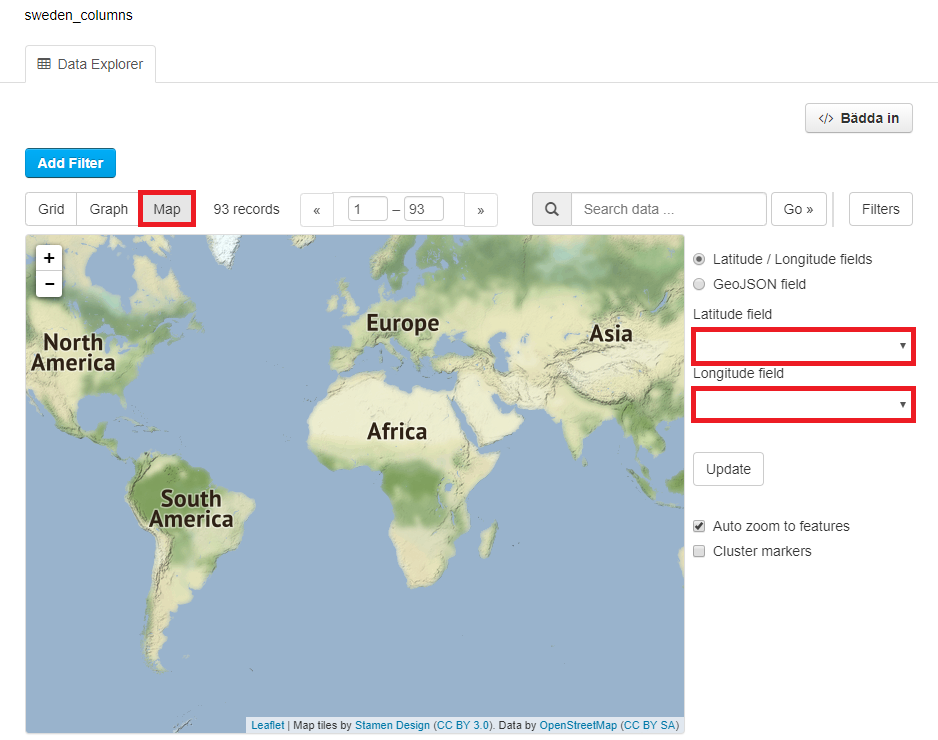 sweden_columns
Data Explorer
</> Bädda in
Add Filter
Grid Graph Map 93 records « 1 – 93 » Search data ... Go » Filters
+
−
North
America
Europe
Asia
Africa
South
America
Latitude / Longitude fields
GeoJSON field
Latitude field
Longitude field
Update
Auto zoom to features
Cluster markers
Leaflet | Map tiles by Stamen Design (CC BY 3.0). Data by OpenStreetMap (CC BY SA)